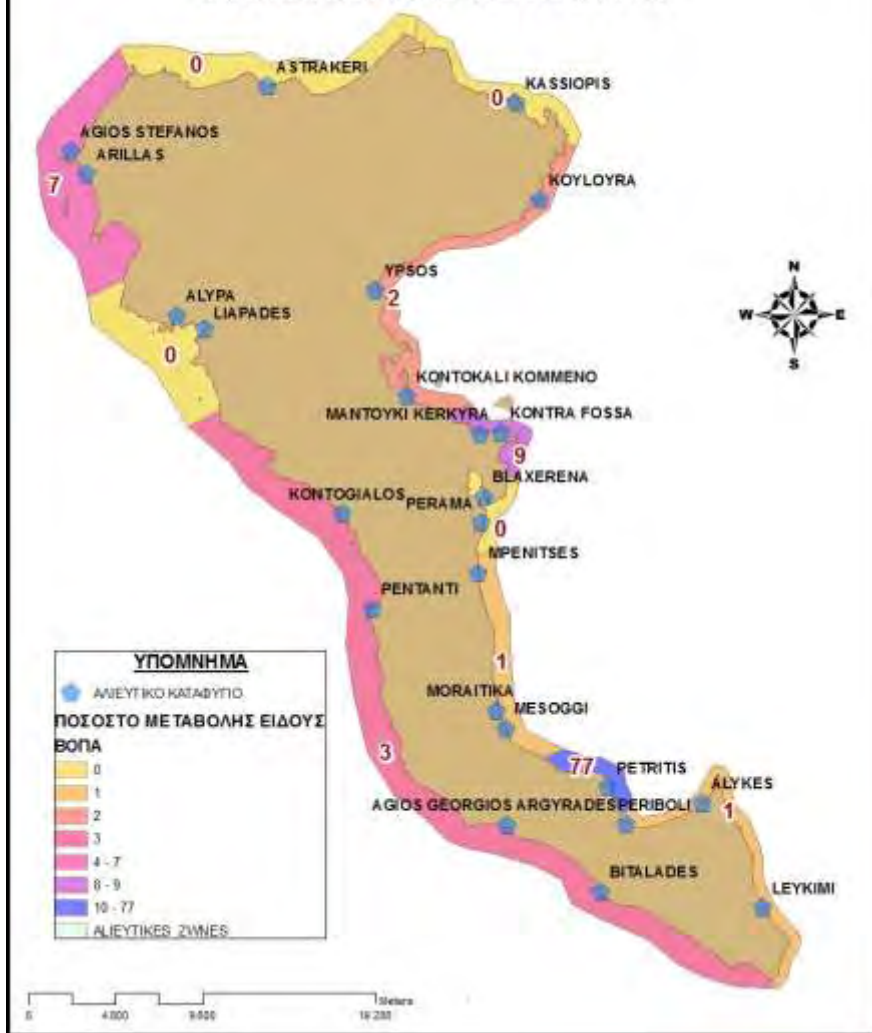 0
ASTRAKERI
KASSIOPIS
0
AGIOS STEFANOS
ARILLAS
7
KOYLOYRA
YPSOS
2
ALYPA
LIAPADES
0
N
W E
S
KONTOKALI KOMMENO
MANTOYKI KERKYRA KONTRA FOSSA
9
BLAXERENA
KONTOGIALOS
PERAMA
0
MPENITSES
PENTANTI
1
MORAITIKA
MESOGGI
3
77
PETRITIS
ALYKES
AGIOS GEORGIOS ARGYRADES PERIBOLI
1
BITALADES
LEYKIMI
ΥΠΟΜΝΗΜΑ
ΑΛΙΕΥΤΙΚΟ ΚΑΤΑΦΥΓΙΟ
ΠΟΣΟΣΤΟ ΜΕΤΑΒΟΛΗΣ ΕΙΔΟΥΣ
ΒΟΠΑ
0
1
2
3
4 - 7
8 - 9
10 - 77
ALIEYTIKES ZWNES
Meters
0